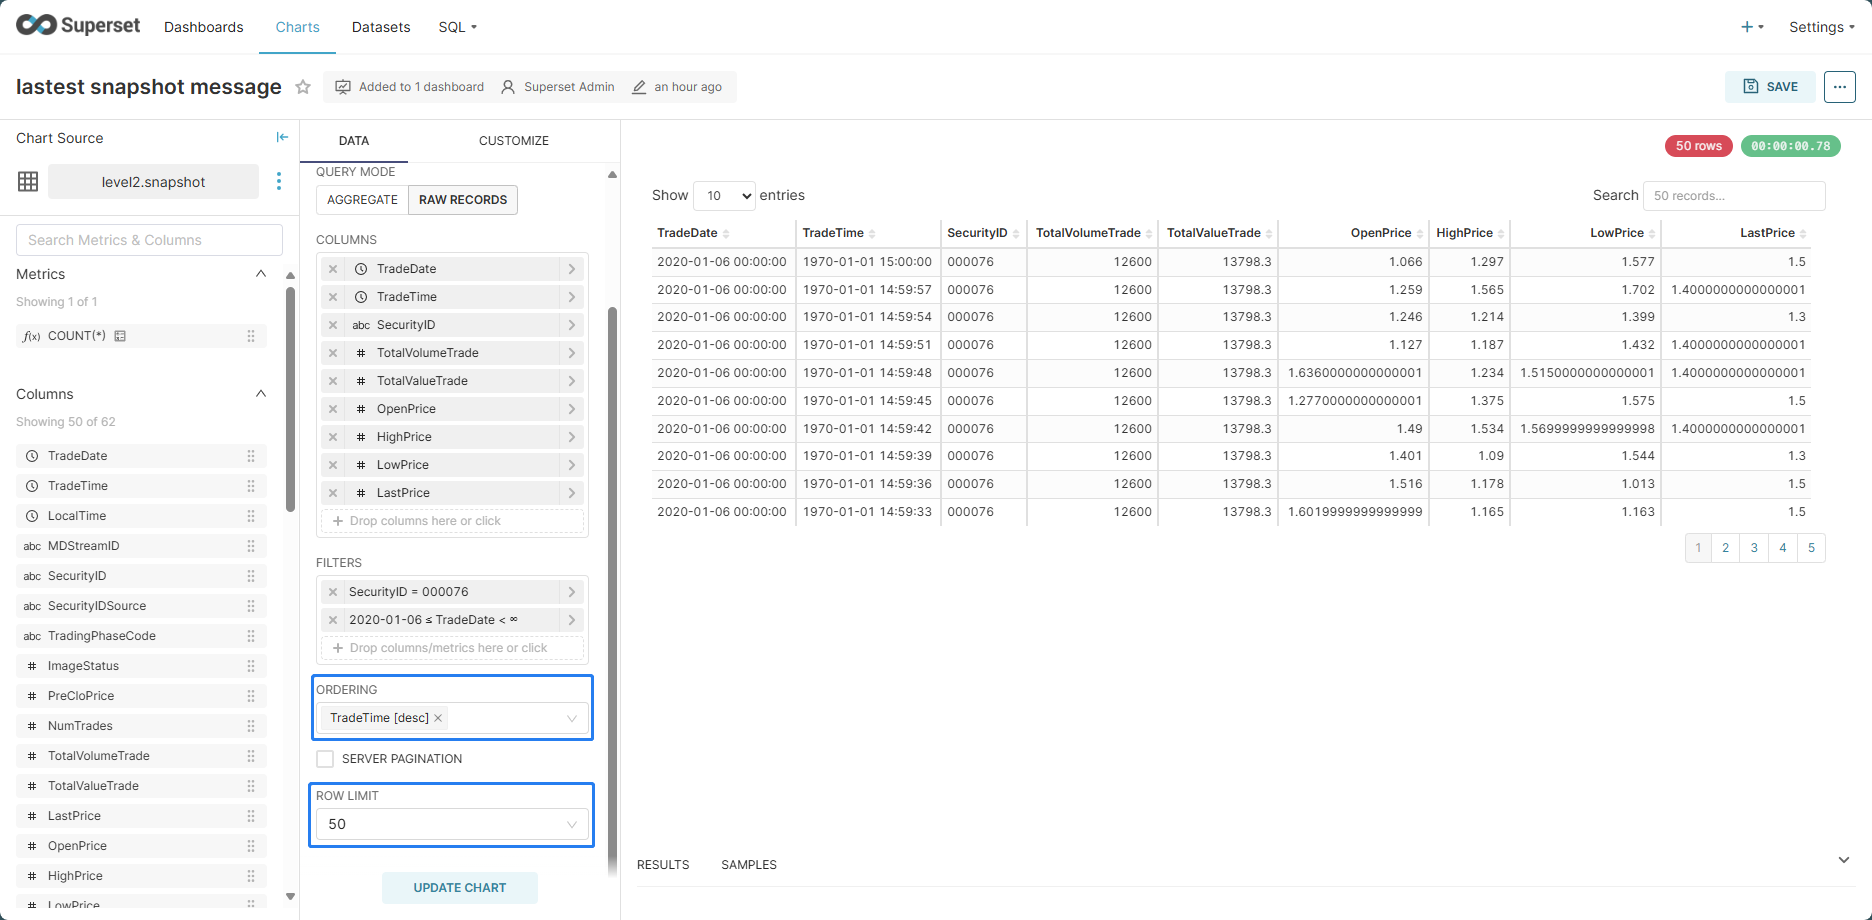 Superset Dashboards Charts Datasets SQL Settings
lastest snapshot message Added to 1 dashboard Superset Admin an hour ago SAVE ...
Chart Source
level2.snapshot
Search Metrics & Columns
Metrics
Showing 1 of 1
f(x) COUNT(*)
Columns
Showing 50 of 62
TradeDate
TradeTime
LocalTime
abc MDStreamID
abc SecurityID
abc SecurityIDSource
abc TradingPhaseCode
# ImageStatus
# PreCloPrice
# NumTrades
# TotalVolumeTrade
# TotalValueTrade
# LastPrice
# OpenPrice
# HighPrice
# LowPrice
DATA CUSTOMIZE
QUERY MODE
AGGREGATE RAW RECORDS
COLUMNS
TradeDate
TradeTime
abc SecurityID
# TotalVolumeTrade
# TotalValueTrade
# OpenPrice
# HighPrice
# LowPrice
# LastPrice
+ Drop columns here or click
FILTERS
SecurityID = 000076
2020-01-06 ≤ TradeDate < ∞
+ Drop columns/metrics here or click
ORDERING
TradeTime [desc]
SERVER PAGINATION
ROW LIMIT
50
UPDATE CHART
50 rows 00:00:00.78
Show 10 entries Search 50 records...
TradeDate TradeTime SecurityID TotalVolumeTrade TotalValueTrade OpenPrice HighPrice LowPrice LastPrice
2020-01-06 00:00:00 1970-01-01 15:00:00 000076 12600 13798.3 1.066 1.297 1.577 1.5
2020-01-06 00:00:00 1970-01-01 14:59:57 000076 12600 13798.3 1.259 1.565 1.702 1.4000000000000001
2020-01-06 00:00:00 1970-01-01 14:59:54 000076 12600 13798.3 1.246 1.214 1.399 1.3
2020-01-06 00:00:00 1970-01-01 14:59:51 000076 12600 13798.3 1.127 1.187 1.432 1.4000000000000001
2020-01-06 00:00:00 1970-01-01 14:59:48 000076 12600 13798.3 1.6360000000000001 1.234 1.5150000000000001 1.4000000000000001
2020-01-06 00:00:00 1970-01-01 14:59:45 000076 12600 13798.3 1.2770000000000001 1.375 1.575 1.5
2020-01-06 00:00:00 1970-01-01 14:59:42 000076 12600 13798.3 1.49 1.534 1.5699999999999998 1.4000000000000001
2020-01-06 00:00:00 1970-01-01 14:59:39 000076 12600 13798.3 1.401 1.09 1.544 1.3
2020-01-06 00:00:00 1970-01-01 14:59:36 000076 12600 13798.3 1.516 1.178 1.013 1.5
2020-01-06 00:00:00 1970-01-01 14:59:33 000076 12600 13798.3 1.6019999999999999 1.165 1.163 1.5
1 2 3 4 5
RESULTS SAMPLES